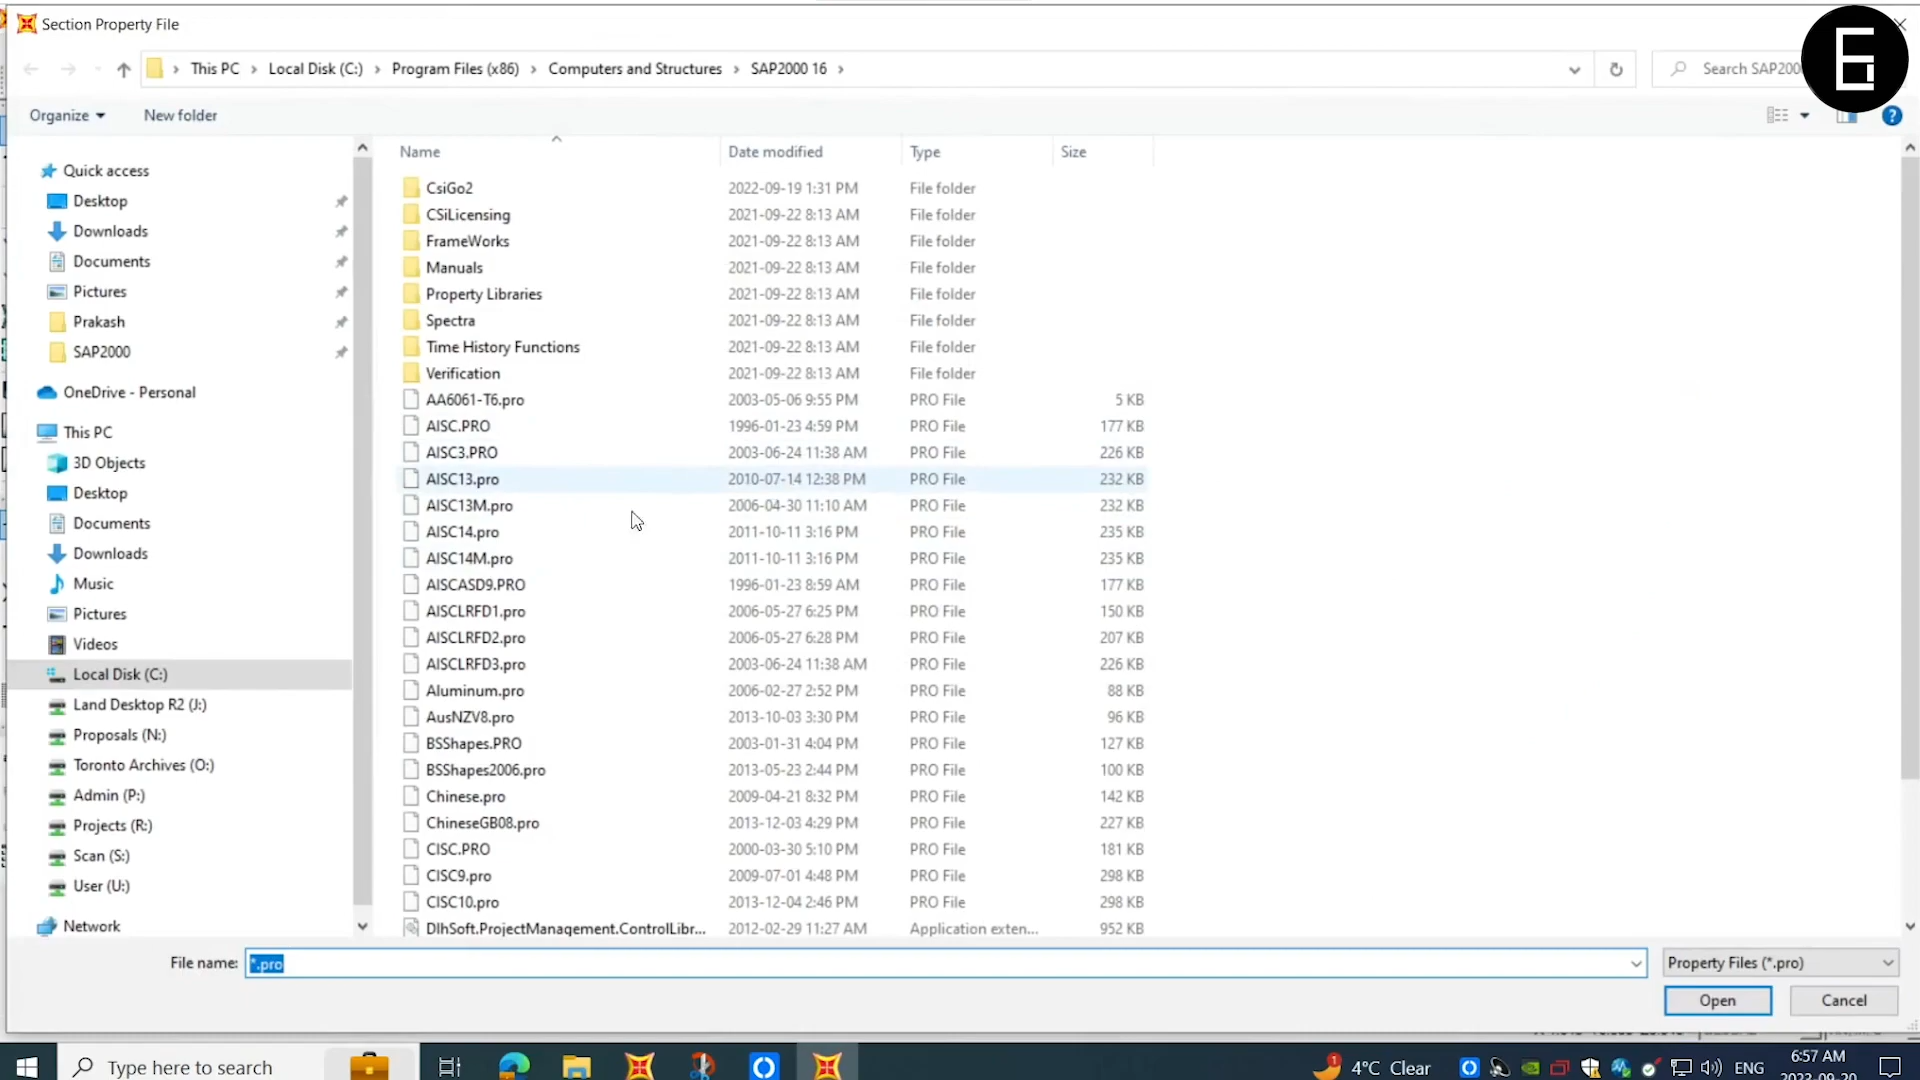 Section Property File
This PC > Local Disk (C:) > Program Files (x86) > Computers and Structures > SAP2000 16 >
Search SAP200
Organize
New folder
Name Date modified Type Size
Quick access
Desktop
Downloads
Documents
Pictures
Prakash
SAP2000
OneDrive - Personal
This PC
3D Objects
Desktop
Documents
Downloads
Music
Pictures
Videos
Local Disk (C:)
Land Desktop R2 (J:)
Proposals (N:)
Toronto Archives (O:)
Admin (P:)
Projects (R:)
Scan (S:)
User (U:)
Network
CsiGo2 2022-09-19 1:31 PM File folder
CSiLicensing 2021-09-22 8:13 AM File folder
FrameWorks 2021-09-22 8:13 AM File folder
Manuals 2021-09-22 8:13 AM File folder
Property Libraries 2021-09-22 8:13 AM File folder
Spectra 2021-09-22 8:13 AM File folder
Time History Functions 2021-09-22 8:13 AM File folder
Verification 2021-09-22 8:13 AM File folder
AA6061-T6.pro 2003-05-06 9:55 PM PRO File 5 KB
AISC.PRO 1996-01-23 4:59 PM PRO File 177 KB
AISC3.PRO 2003-06-24 11:38 AM PRO File 226 KB
AISC13.pro 2010-07-14 12:38 PM PRO File 232 KB
AISC13M.pro 2006-04-30 11:10 AM PRO File 232 KB
AISC14.pro 2011-10-11 3:16 PM PRO File 235 KB
AISC14M.pro 2011-10-11 3:16 PM PRO File 235 KB
AISCASD9.PRO 1996-01-23 8:59 AM PRO File 177 KB
AISCLRFD1.pro 2006-05-27 6:25 PM PRO File 150 KB
AISCLRFD2.pro 2006-05-27 6:28 PM PRO File 207 KB
AISCLRFD3.pro 2003-06-24 11:38 AM PRO File 226 KB
Aluminum.pro 2006-02-27 2:52 PM PRO File 88 KB
AusNZV8.pro 2013-10-03 3:30 PM PRO File 96 KB
BSShapes.PRO 2003-01-31 4:04 PM PRO File 127 KB
BSShapes2006.pro 2013-05-23 2:44 PM PRO File 100 KB
Chinese.pro 2009-04-21 8:32 PM PRO File 142 KB
ChineseGB08.pro 2013-12-03 4:29 PM PRO File 227 KB
CISC.PRO 2000-03-30 5:10 PM PRO File 181 KB
CISC9.pro 2009-07-01 4:48 PM PRO File 298 KB
CISC10.pro 2013-12-04 2:46 PM PRO File 298 KB
DlhSoft.ProjectManagement.ControlLibr... 2012-02-29 11:27 AM Application exten... 952 KB
File name: *.pro
Property Files (*.pro)
Open
Cancel
Type here to search
1
4°C Clear
ENG
6:57 AM
2023-09-20